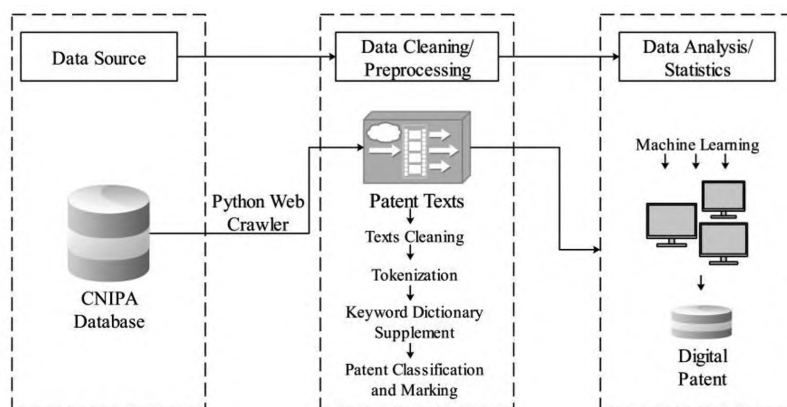 Data Source
Data Cleaning/
Preprocessing
Data Analysis/
Statistics
CNIPA
Database
Python Web
Crawler
Patent Texts
Texts Cleaning
Tokenization
Keyword Dictionary
Supplement
Patent Classification
and Marking
Machine Learning
Digital
Patent